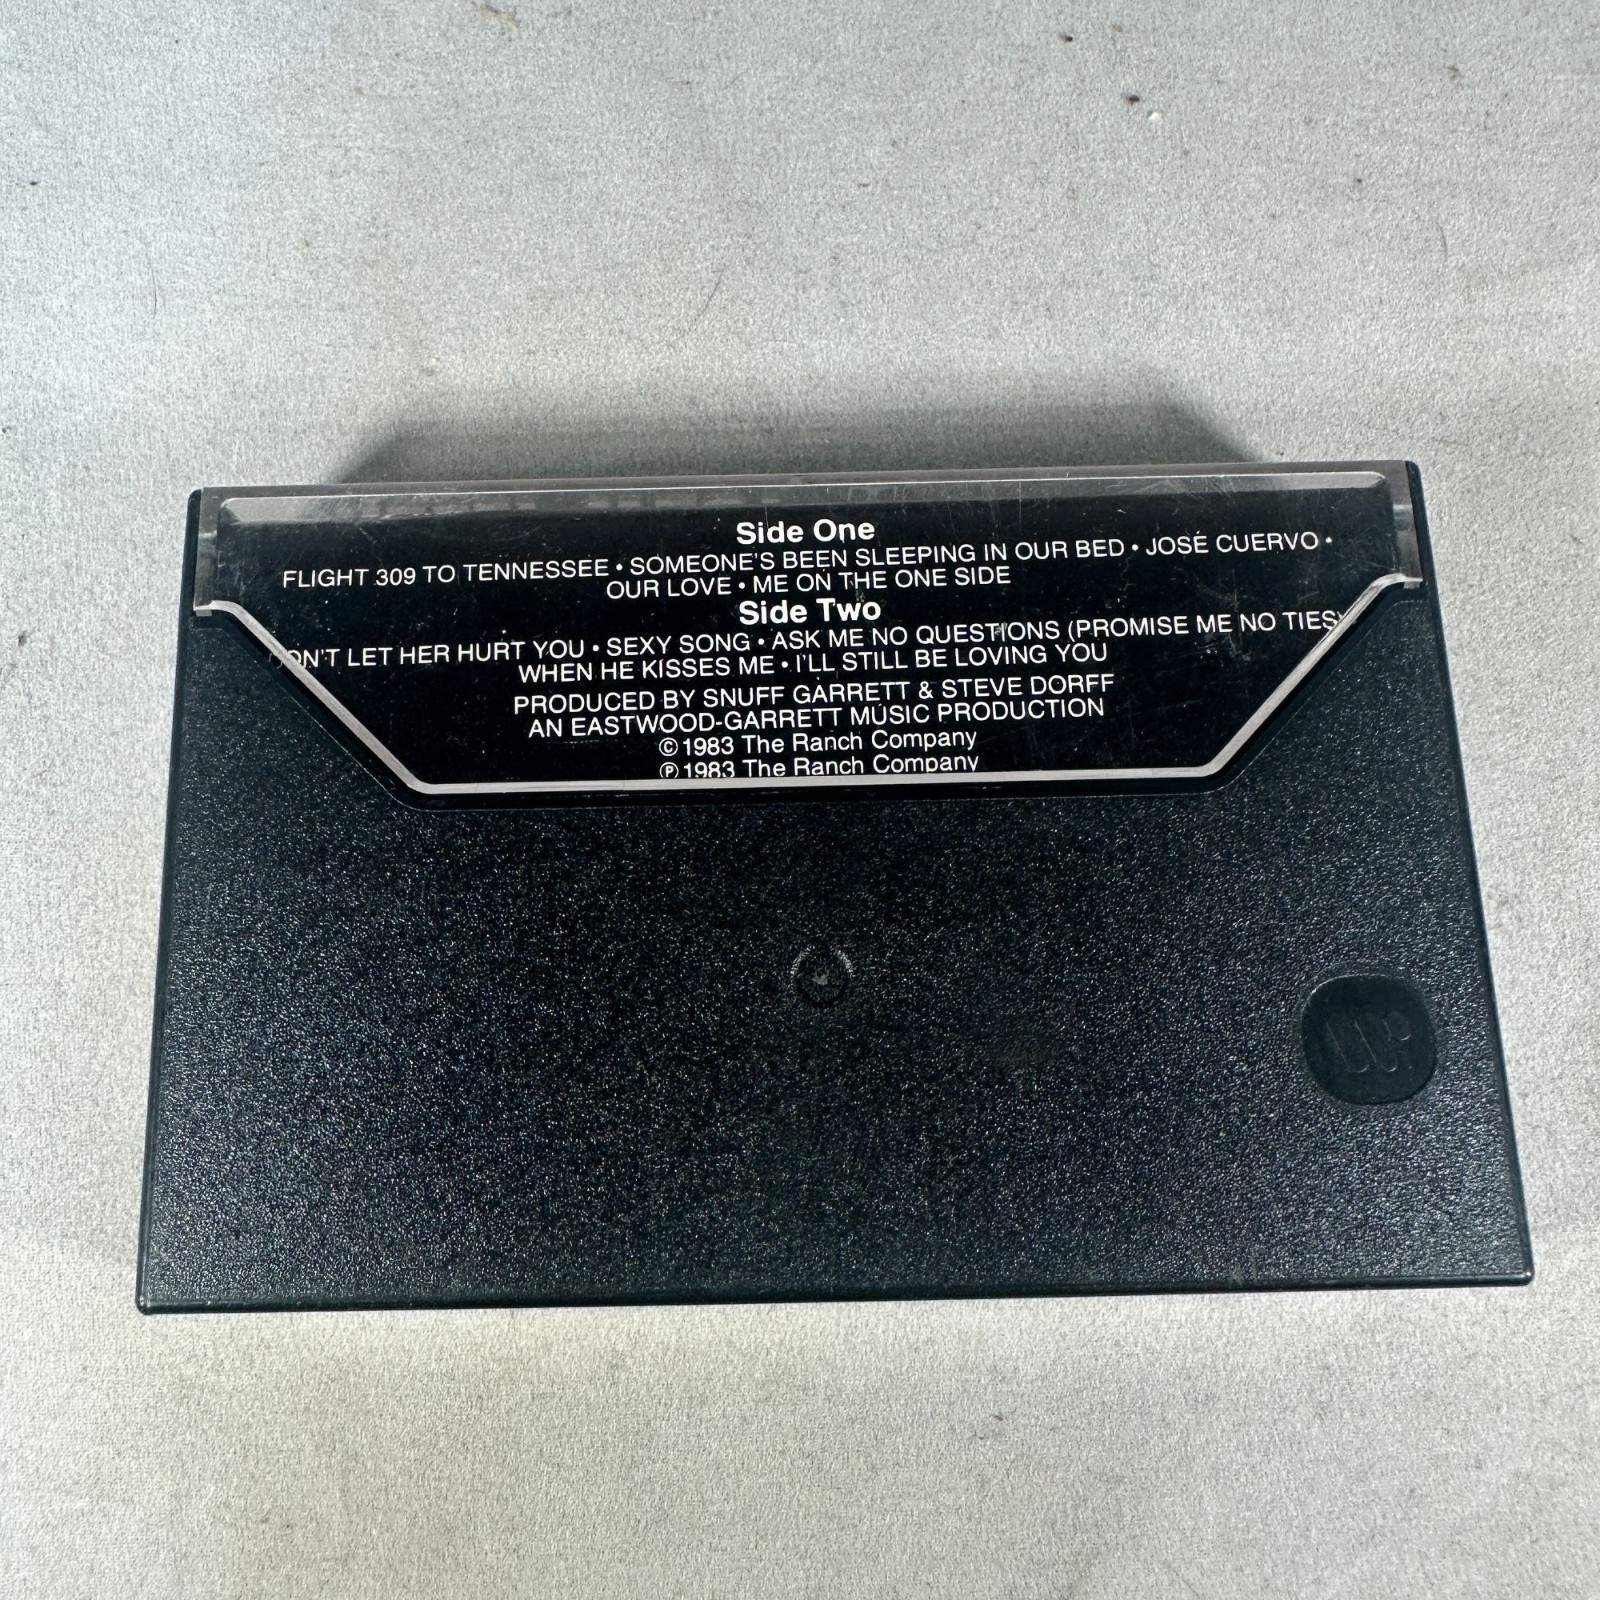 Side One
FLIGHT 309 TO TENNESSEE • SOMEONE'S BEEN SLEEPING IN OUR BED • JOSÉ CUERVO •
OUR LOVE • ME ON THE ONE SIDE
Side Two
ON'T LET HER HURT YOU • SEXY SONG • ASK ME NO QUESTIONS (PROMISE ME NO TIES)
WHEN HE KISSES ME • I'LL STILL BE LOVING YOU
PRODUCED BY SNUFF GARRETT & STEVE DORFF
AN EASTWOOD-GARRETT MUSIC PRODUCTION
© 1983 The Ranch Company
℗ 1983 The Ranch Company